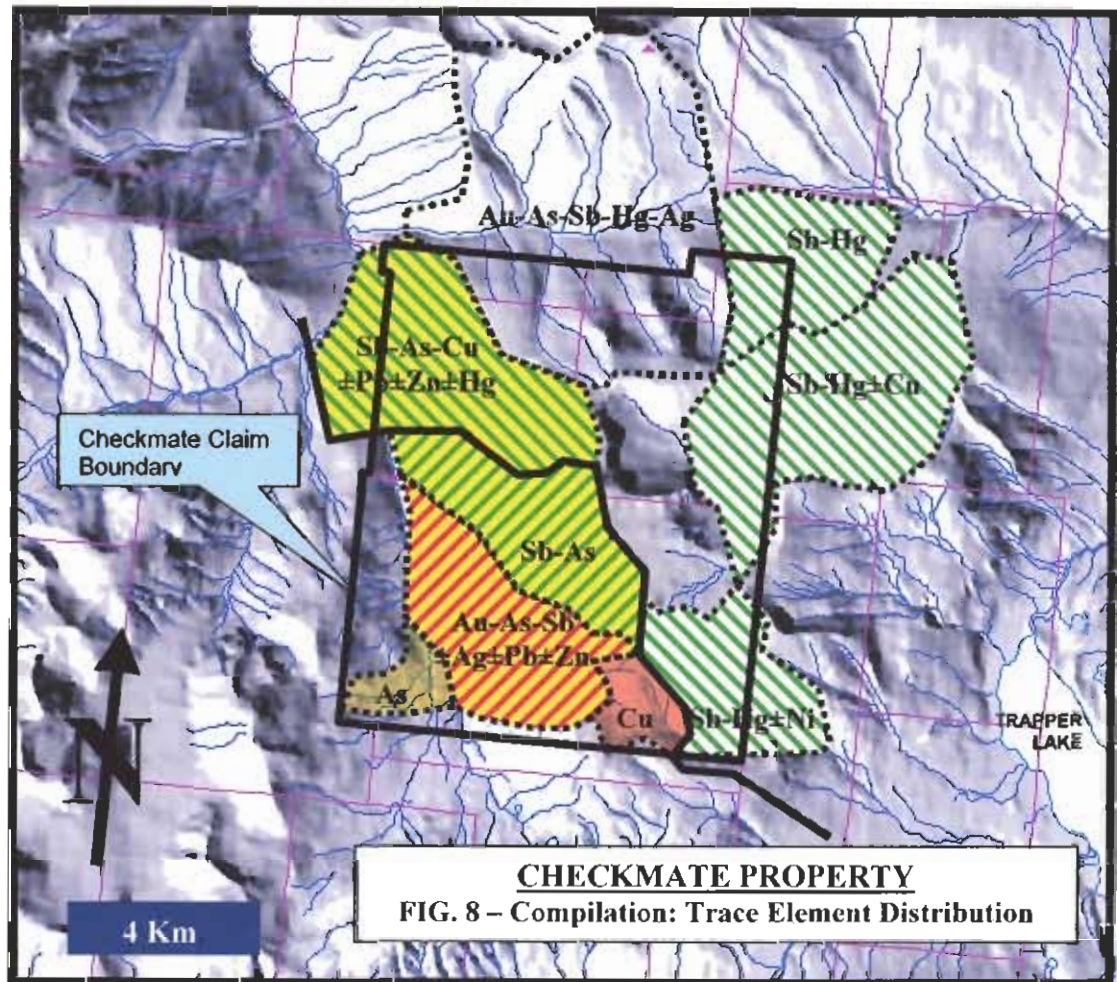 Au-As-Sb-Hg-Ag
Sb-Hg
Sb-As-Cu
±Pb±Zn±Hg
Sb-Hg±Cu
Checkmate Claim
Boundary
Sb-As
Au-As-Sb
Ag±Pb±Zn
As
Cu
Sb-Hg±Ni
TRAPPER
LAKE
N
CHECKMATE PROPERTY
FIG. 8 – Compilation: Trace Element Distribution
4 Km